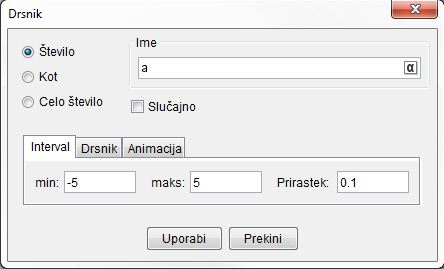 Drsnik
Število
Kot
Celo število
Ime
a
α
Slučajno
Interval Drsnik Animacija
min: -5 maks: 5 Prirastek: 0.1
Uporabi Prekini